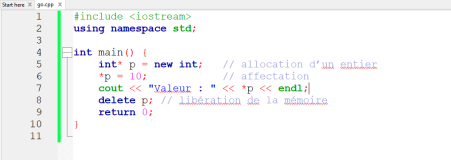 Start here × go.cpp ×
1 #include <iostream>
2 using namespace std;
3
4 int main() {
5 int* p = new int; // allocation d'un entier
6 *p = 10; // affectation
7 cout << "Valeur : " << *p << endl;
8 delete p; // libération de la mémoire
9 return 0;
10 }
11